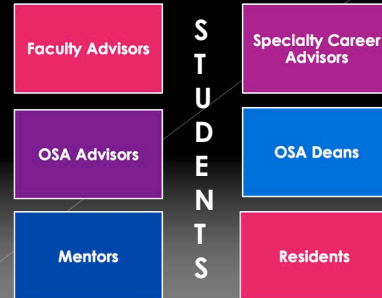 Faculty Advisors
OSA Advisors
Mentors
S
T
U
D
E
N
T
S
Specialty Career
Advisors
OSA Deans
Residents